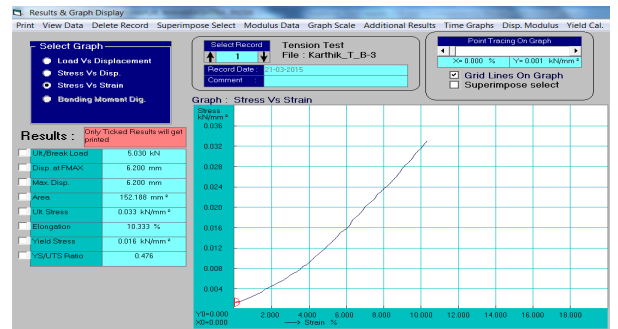 Results & Graph Display
Print View Data Delete Record Superimpose Select Modulus Data Graph Scale Additional Results Time Graphs Disp. Modulus Yield Cal.
Select Graph
Load Vs Displacement
Stress Vs Disp.
Stress Vs Strain
Bending Moment Dig.
Select Record
1
Tension Test
File : Karthik_T_B-3
Record Date : 21-03-2015
Comment :
Point Tracing On Graph
X= 0.000 % Y= 0.001 kN/mm²
Grid Lines On Graph
Superimpose select
Results :
Only Ticked Results will get printed
Ult./Break Load 5.030 kN
Disp. at FMAX 6.200 mm
Max. Disp. 6.200 mm
Area 152.188 mm²
Ult. Stress 0.033 kN/mm²
Elongation 10.333 %
Yield Stress 0.016 kN/mm²
YS/UTS Ratio 0.476
Graph : Stress Vs Strain
Stress
kN/mm²
0.036
0.032
0.028
0.024
0.020
0.016
0.012
0.008
0.004
Y0=0.000
X0=0.000
2.000 4.000 6.000 8.000 10.000 12.000 14.000 16.000 18.000
Strain %